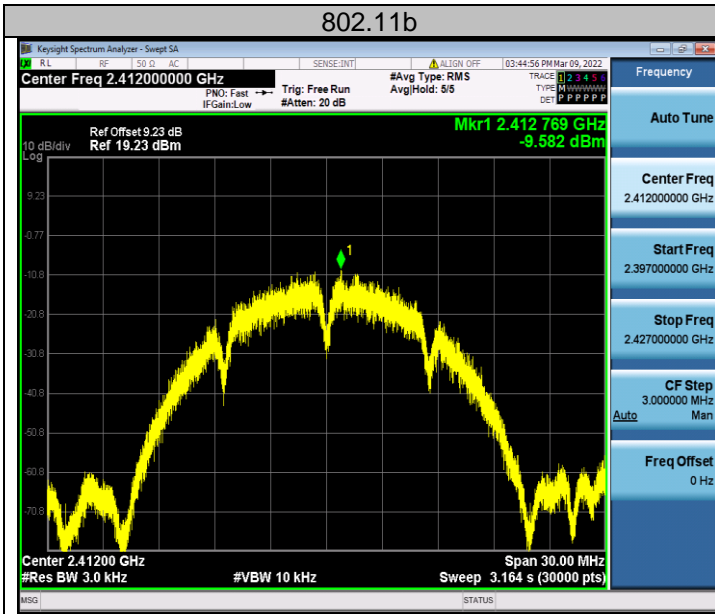 802.11b
Keysight Spectrum Analyzer - Swept SA
RL RF 50 Ω AC SENSE:INT ALIGN OFF 03:44:56 PM Mar 09, 2022
Center Freq 2.412000000 GHz
PNO: Fast
IFGain:Low
Trig: Free Run
#Atten: 20 dB
#Avg Type: RMS
Avg|Hold: 5/5
TRACE 1 2 3 4 5 6
TYPE M
DET P P P P P P
Ref Offset 9.23 dB
10 dB/div Ref 19.23 dBm
Log
Mkr1 2.412 769 GHz
-9.582 dBm
1
9.23
-0.77
-10.8
-20.8
-30.8
-40.8
-50.8
-60.8
-70.8
Center 2.41200 GHz Span 30.00 MHz
#Res BW 3.0 kHz #VBW 10 kHz Sweep 3.164 s (30000 pts)
MSG STATUS
Frequency
Auto Tune
Center Freq
2.412000000 GHz
Start Freq
2.397000000 GHz
Stop Freq
2.427000000 GHz
CF Step
3.000000 MHz
Auto Man
Freq Offset
0 Hz